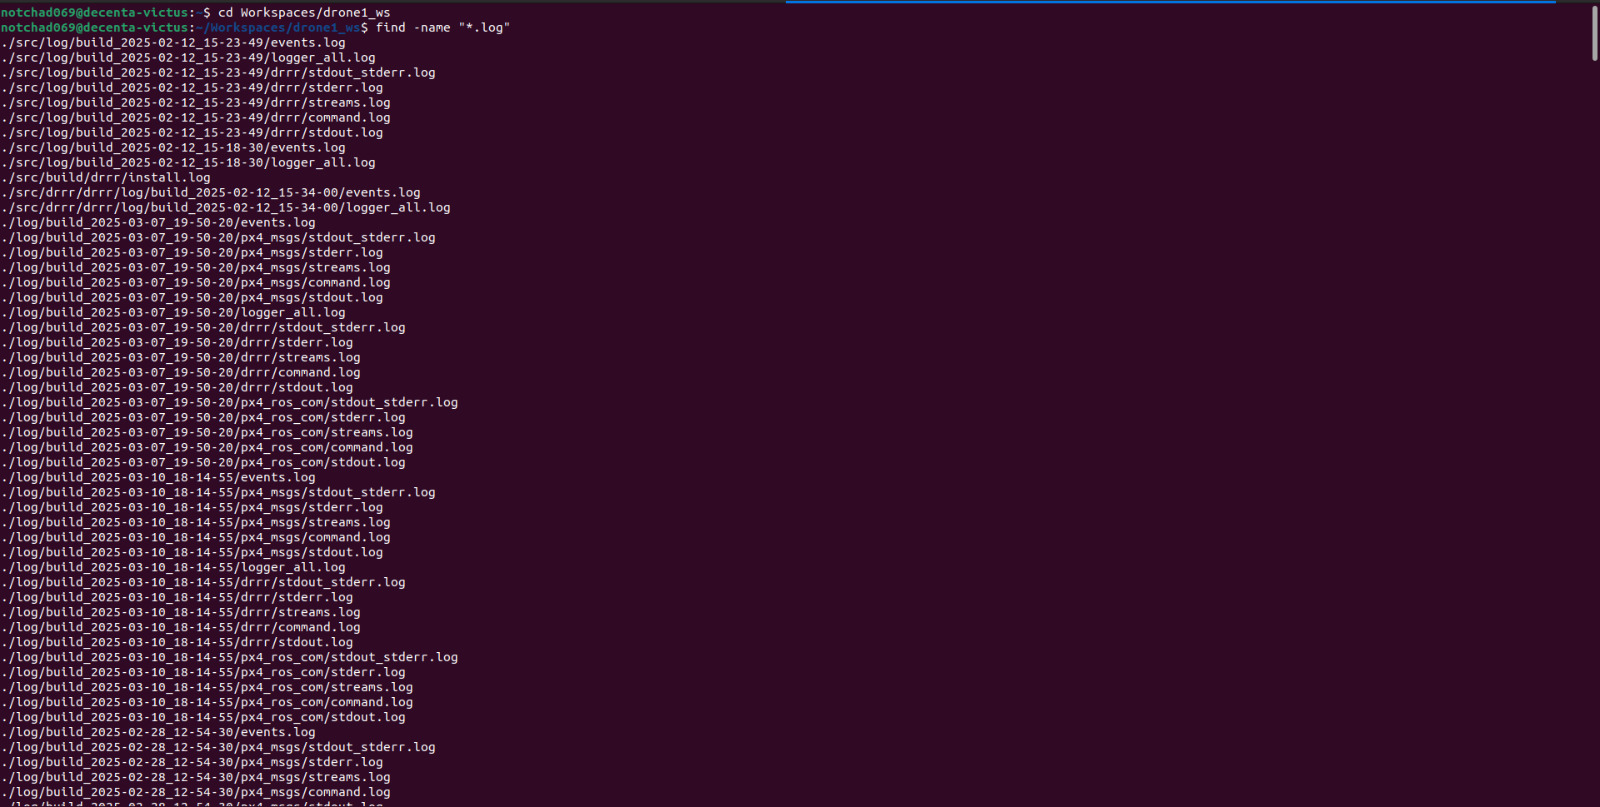 notchad069@decenta-victus:~$ cd Workspaces/drone1_ws
notchad069@decenta-victus:~/Workspaces/drone1_ws$ find -name "*.log"
./src/log/build_2025-02-12_15-23-49/events.log
./src/log/build_2025-02-12_15-23-49/logger_all.log
./src/log/build_2025-02-12_15-23-49/drrr/stdout_stderr.log
./src/log/build_2025-02-12_15-23-49/drrr/stderr.log
./src/log/build_2025-02-12_15-23-49/drrr/streams.log
./src/log/build_2025-02-12_15-23-49/drrr/command.log
./src/log/build_2025-02-12_15-23-49/drrr/stdout.log
./src/log/build_2025-02-12_15-18-30/events.log
./src/log/build_2025-02-12_15-18-30/logger_all.log
./src/build/drrr/install.log
./src/drrr/drrr/log/build_2025-02-12_15-34-00/events.log
./src/drrr/drrr/log/build_2025-02-12_15-34-00/logger_all.log
./log/build_2025-03-07_19-50-20/events.log
./log/build_2025-03-07_19-50-20/px4_msgs/stdout_stderr.log
./log/build_2025-03-07_19-50-20/px4_msgs/stderr.log
./log/build_2025-03-07_19-50-20/px4_msgs/streams.log
./log/build_2025-03-07_19-50-20/px4_msgs/command.log
./log/build_2025-03-07_19-50-20/px4_msgs/stdout.log
./log/build_2025-03-07_19-50-20/logger_all.log
./log/build_2025-03-07_19-50-20/drrr/stdout_stderr.log
./log/build_2025-03-07_19-50-20/drrr/stderr.log
./log/build_2025-03-07_19-50-20/drrr/streams.log
./log/build_2025-03-07_19-50-20/drrr/command.log
./log/build_2025-03-07_19-50-20/drrr/stdout.log
./log/build_2025-03-07_19-50-20/px4_ros_com/stdout_stderr.log
./log/build_2025-03-07_19-50-20/px4_ros_com/stderr.log
./log/build_2025-03-07_19-50-20/px4_ros_com/streams.log
./log/build_2025-03-07_19-50-20/px4_ros_com/command.log
./log/build_2025-03-07_19-50-20/px4_ros_com/stdout.log
./log/build_2025-03-10_18-14-55/events.log
./log/build_2025-03-10_18-14-55/px4_msgs/stdout_stderr.log
./log/build_2025-03-10_18-14-55/px4_msgs/stderr.log
./log/build_2025-03-10_18-14-55/px4_msgs/streams.log
./log/build_2025-03-10_18-14-55/px4_msgs/command.log
./log/build_2025-03-10_18-14-55/px4_msgs/stdout.log
./log/build_2025-03-10_18-14-55/logger_all.log
./log/build_2025-03-10_18-14-55/drrr/stdout_stderr.log
./log/build_2025-03-10_18-14-55/drrr/stderr.log
./log/build_2025-03-10_18-14-55/drrr/streams.log
./log/build_2025-03-10_18-14-55/drrr/command.log
./log/build_2025-03-10_18-14-55/drrr/stdout.log
./log/build_2025-03-10_18-14-55/px4_ros_com/stdout_stderr.log
./log/build_2025-03-10_18-14-55/px4_ros_com/stderr.log
./log/build_2025-03-10_18-14-55/px4_ros_com/streams.log
./log/build_2025-03-10_18-14-55/px4_ros_com/command.log
./log/build_2025-03-10_18-14-55/px4_ros_com/stdout.log
./log/build_2025-02-28_12-54-30/events.log
./log/build_2025-02-28_12-54-30/px4_msgs/stdout_stderr.log
./log/build_2025-02-28_12-54-30/px4_msgs/stderr.log
./log/build_2025-02-28_12-54-30/px4_msgs/streams.log
./log/build_2025-02-28_12-54-30/px4_msgs/command.log
./log/build_2025-02-28_12-54-30/px4_msgs/stdout.log